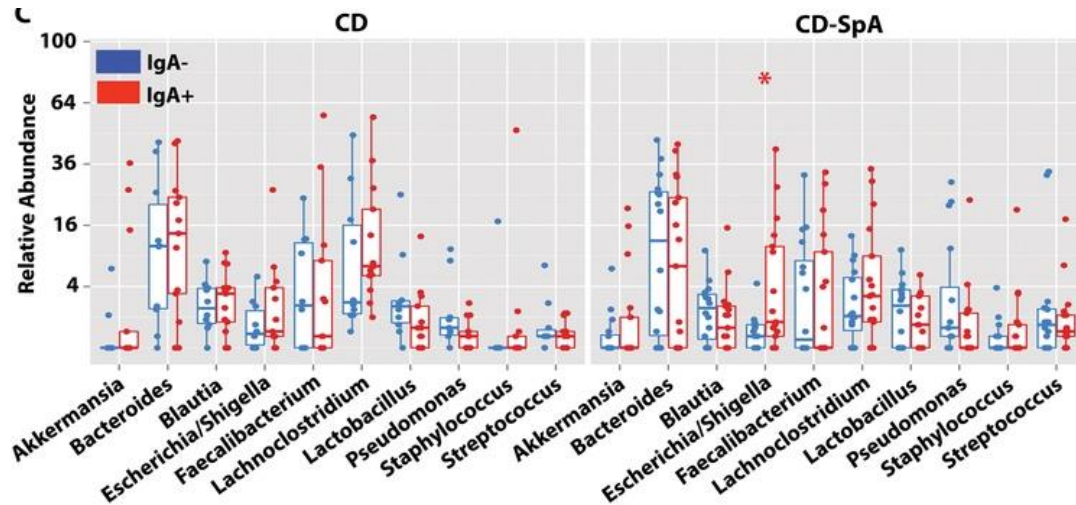 C
CD
CD-SpA
100
64
36
16
4
Relative Abundance
IgA-
IgA+
*
Akkermansia
Bacteroides
Blautia
Escherichia/Shigella
Faecalibacterium
Lachnoclostridium
Lactobacillus
Pseudomonas
Staphylococcus
Streptococcus
Akkermansia
Bacteroides
Blautia
Escherichia/Shigella
Faecalibacterium
Lachnoclostridium
Lactobacillus
Pseudomonas
Staphylococcus
Streptococcus